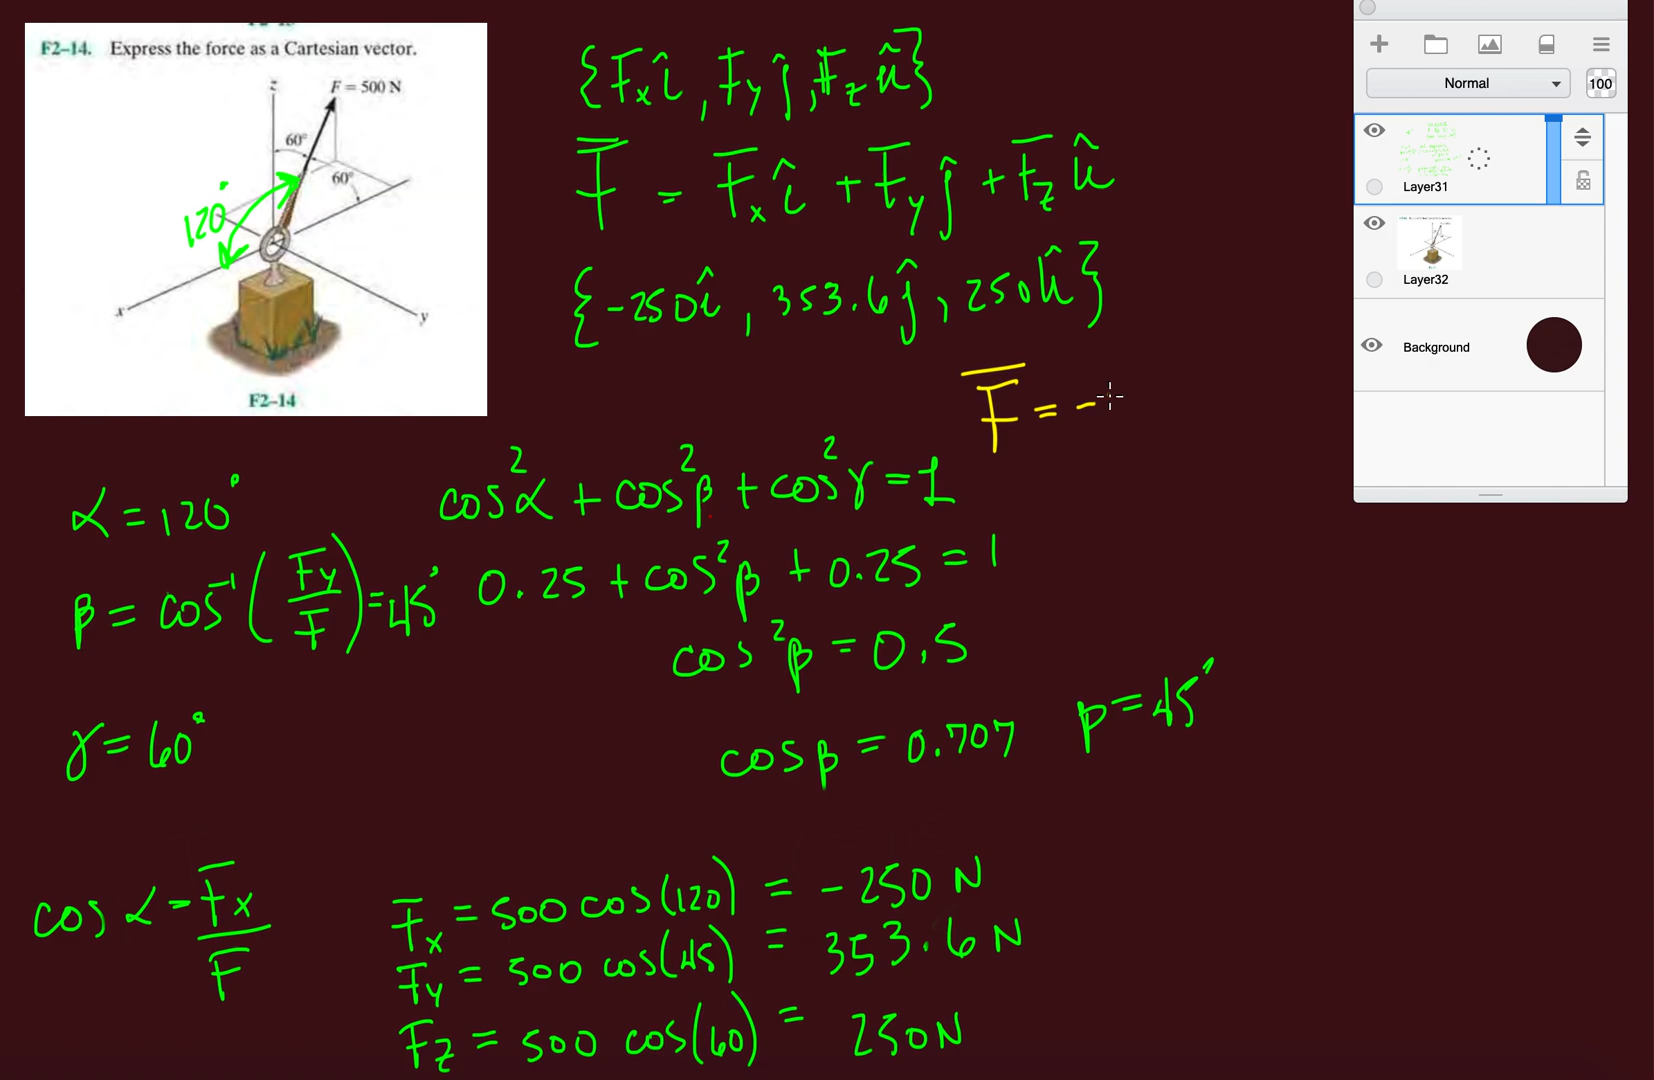 F2–14. Express the force as a Cartesian vector.
z
F = 500 N
60°
60°
120°
x
y
F2–14
{Fxî, Fyĵ, Fzk̂}
F̅ = Fxî + Fyĵ + Fzk̂
{-250î, 353.6ĵ, 250k̂}
F̅ = -
α = 120°
cos²α + cos²β + cos²γ = 1
β = cos⁻¹(Fy/F) = 45°
0.25 + cos²β + 0.25 = 1
cos²β = 0.5
γ = 60°
cosβ = 0.707
β = 45°
cos α = Fx/F
Fx = 500 cos(120) = -250 N
Fy = 500 cos(45) = 353.6 N
Fz = 500 cos(60) = 250N
Normal
100
Layer31
Layer32
Background